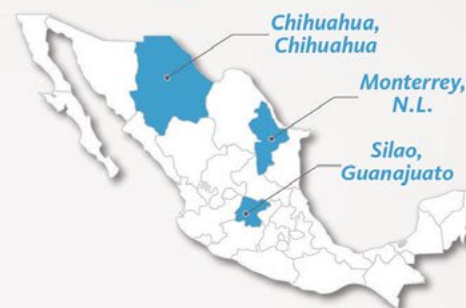 Chihuahua,
Chihuahua
Monterrey,
N.L.
Silao,
Guanajuato